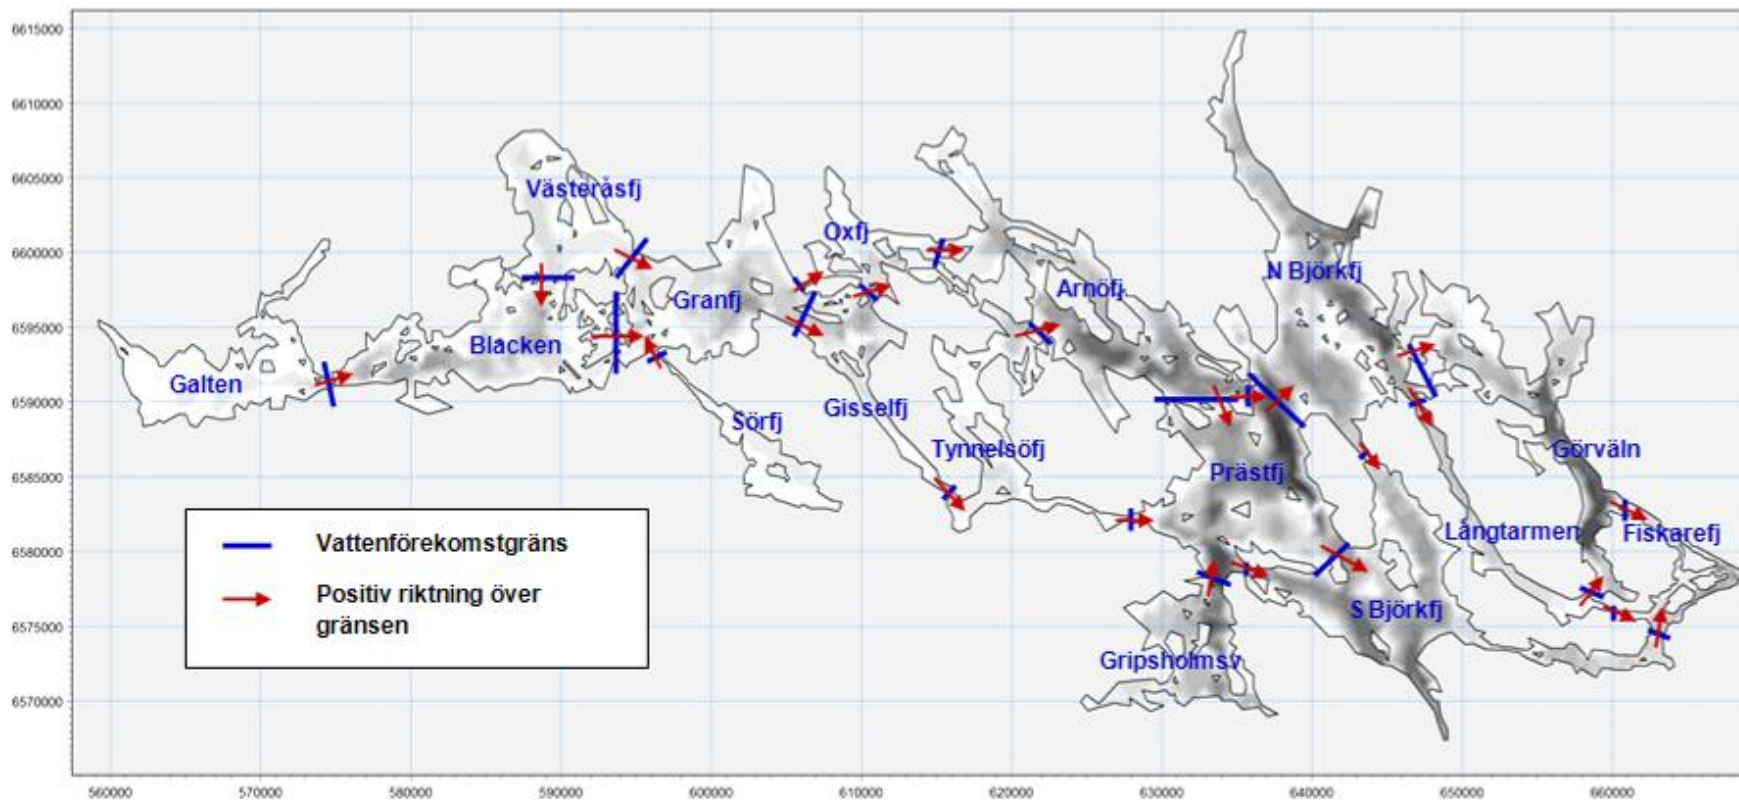 6615000
6610000
6605000
6600000
6595000
6590000
6585000
6580000
6575000
6570000
Västeråsfj
Oxfj
N Björkfj
Arnöfj
Granfj
Blacken
Galten
Gisselfj
Sörfj
Tynnelsöfj
Prästfj
Görväln
Långtarmen
Fiskarefj
S Björkfj
Gripsholmsv
Vattenförekomstgräns
Positiv riktning över
gränsen
560000 570000 580000 590000 600000 610000 620000 630000 640000 650000 660000